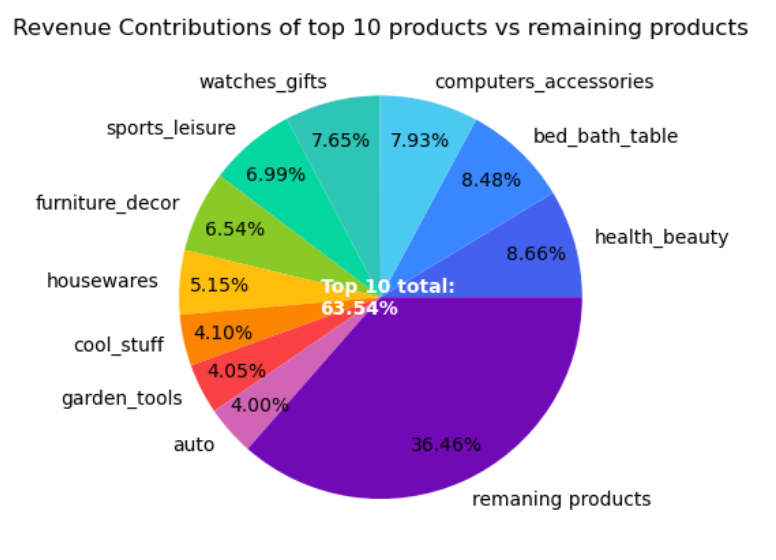 Revenue Contributions of top 10 products vs remaining products
watches_gifts
computers_accessories
sports_leisure
bed_bath_table
7.65%
7.93%
6.99%
8.48%
furniture_decor
6.54%
health_beauty
8.66%
housewares
5.15%
Top 10 total:
63.54%
cool_stuff
4.10%
garden_tools
4.05%
4.00%
auto
36.46%
remaning products